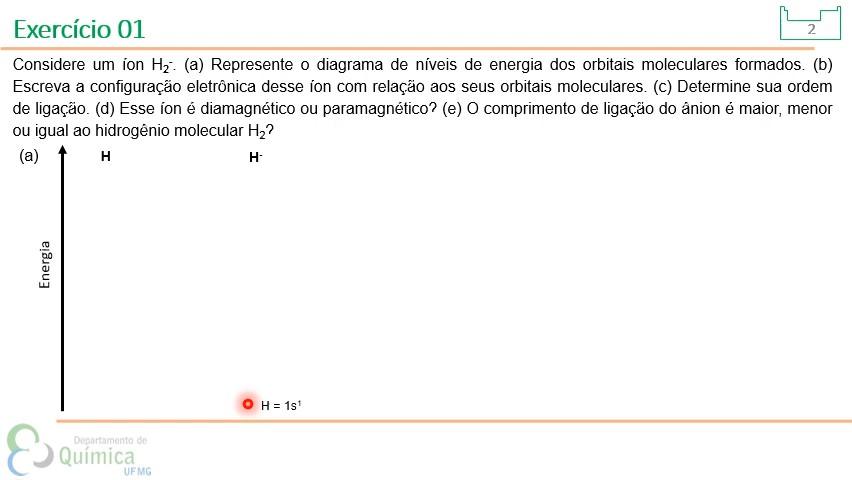 Exercício 01
2
Considere um íon H₂⁻. (a) Represente o diagrama de níveis de energia dos orbitais moleculares formados. (b)
Escreva a configuração eletrônica desse íon com relação aos seus orbitais moleculares. (c) Determine sua ordem
de ligação. (d) Esse íon é diamagnético ou paramagnético? (e) O comprimento de ligação do ânion é maior, menor
ou igual ao hidrogênio molecular H₂?
(a)
H
H⁻
Energia
H = 1s¹
Departamento de
Química
UFMG